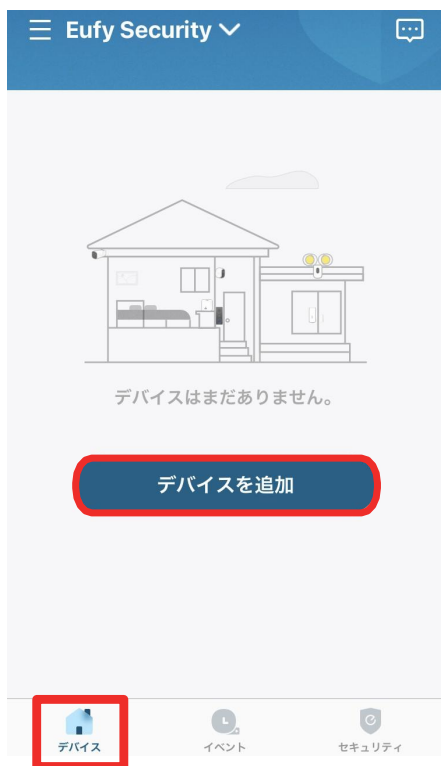 Eufy Security
デバイスはまだありません。
デバイスを追加
デバイス
イベント
セキュリティ